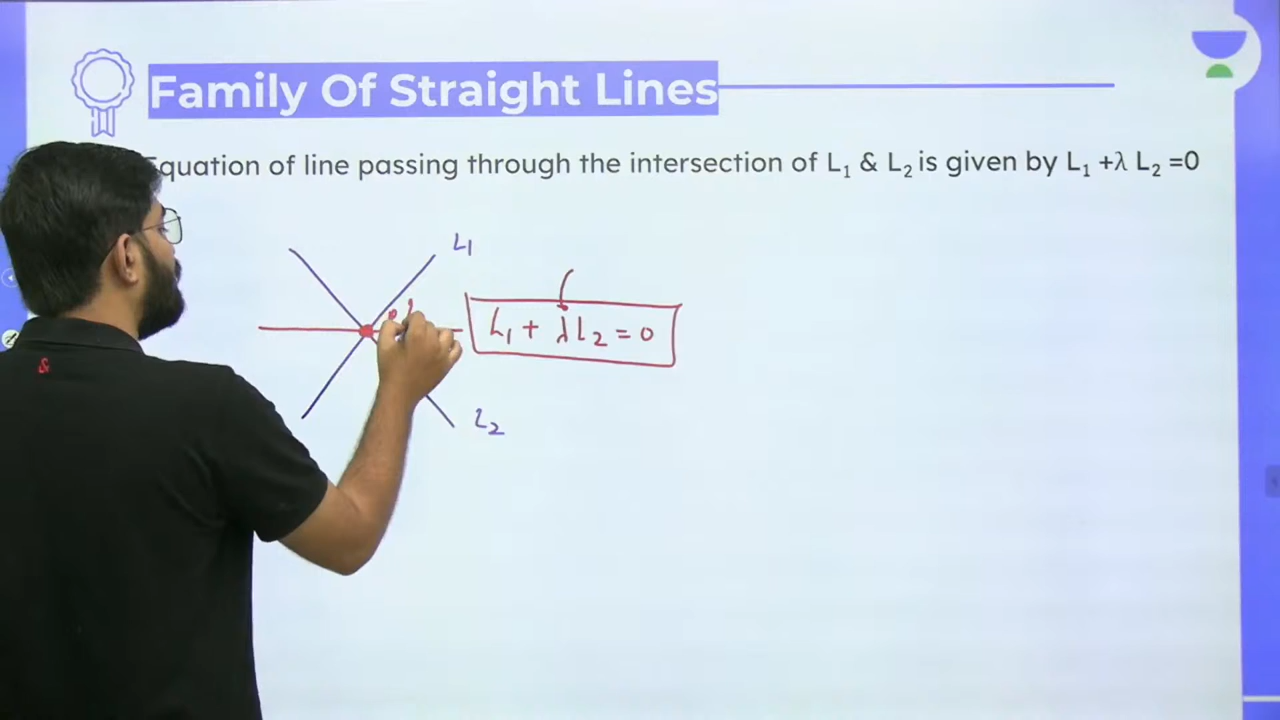 Family Of Straight Lines
quation of line passing through the intersection of L₁ & L₂ is given by L₁ +λ L₂ =0
L₁
L₁ + λL₂ = 0
L₂